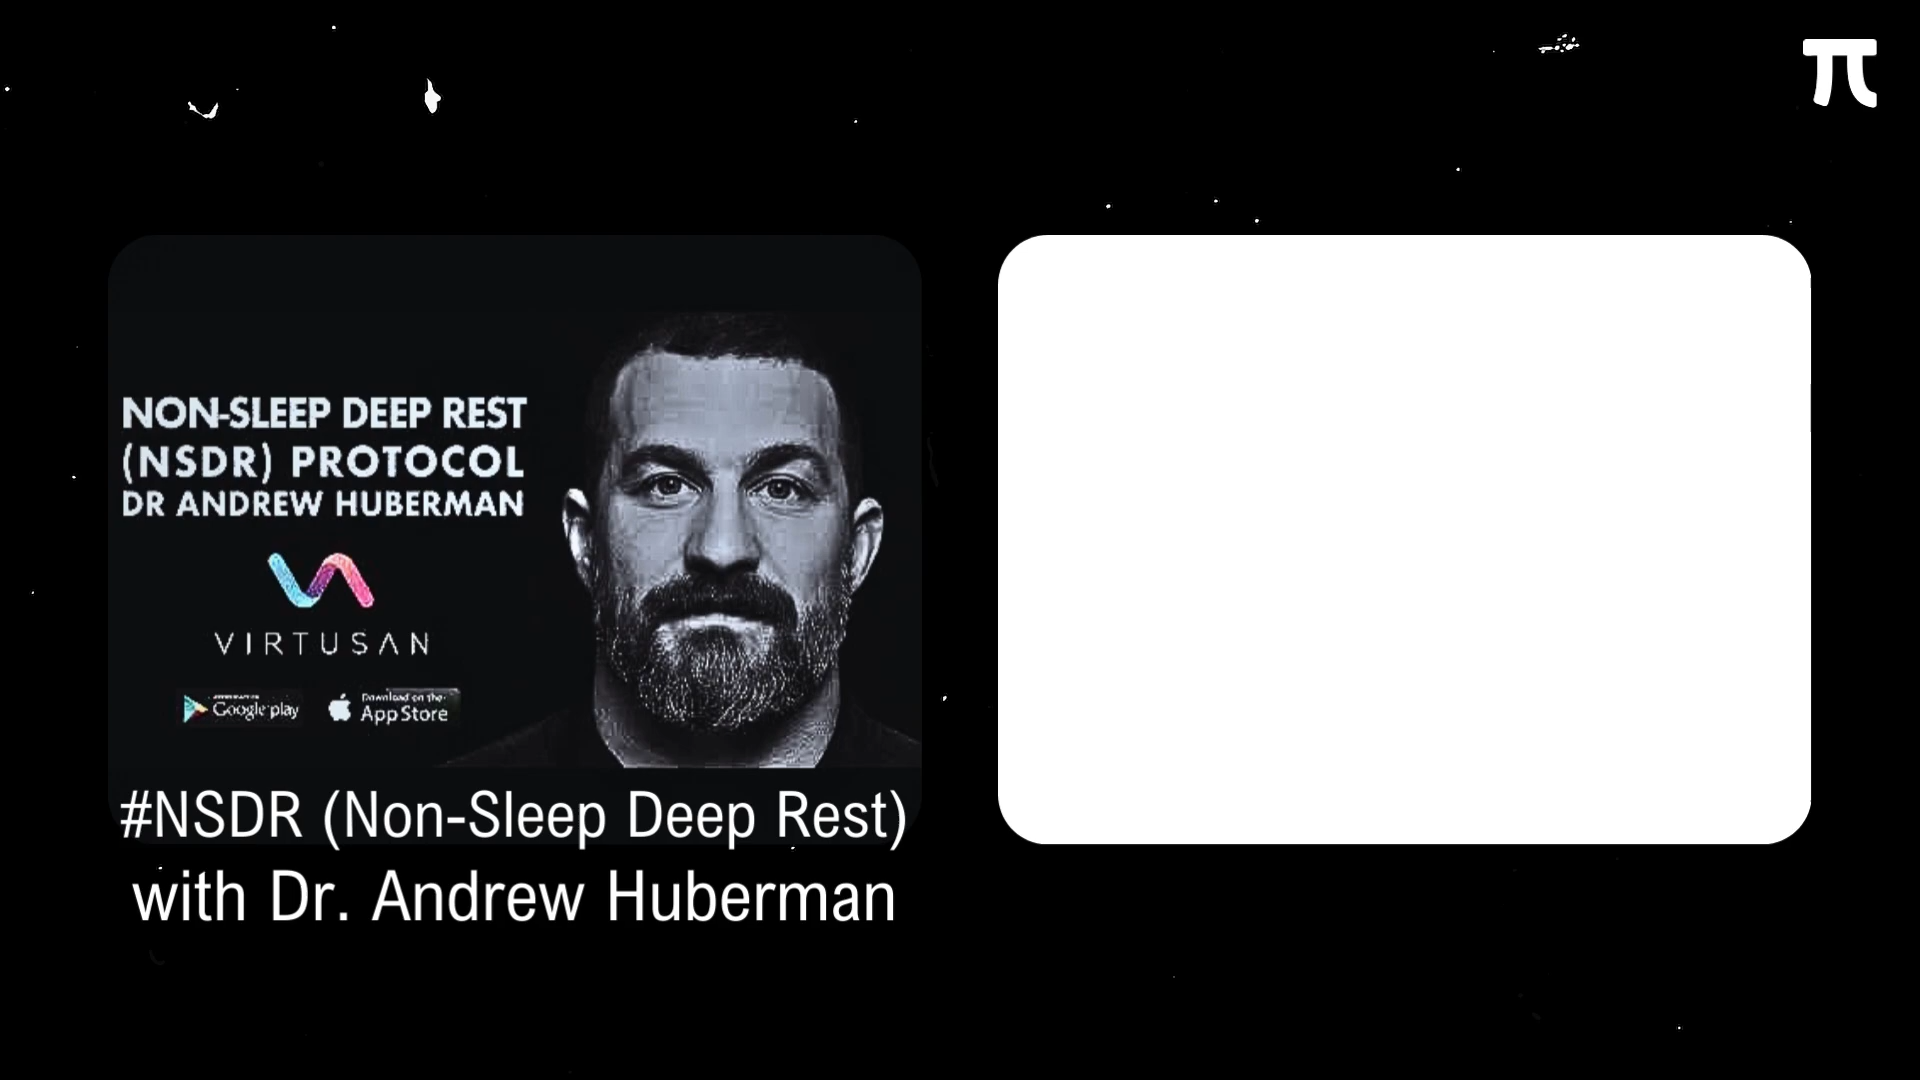 π
NON-SLEEP DEEP REST
(NSDR) PROTOCOL
DR ANDREW HUBERMAN
VIRTUSAN
Google play
Download on the
App Store
#NSDR (Non-Sleep Deep Rest)
with Dr. Andrew Huberman